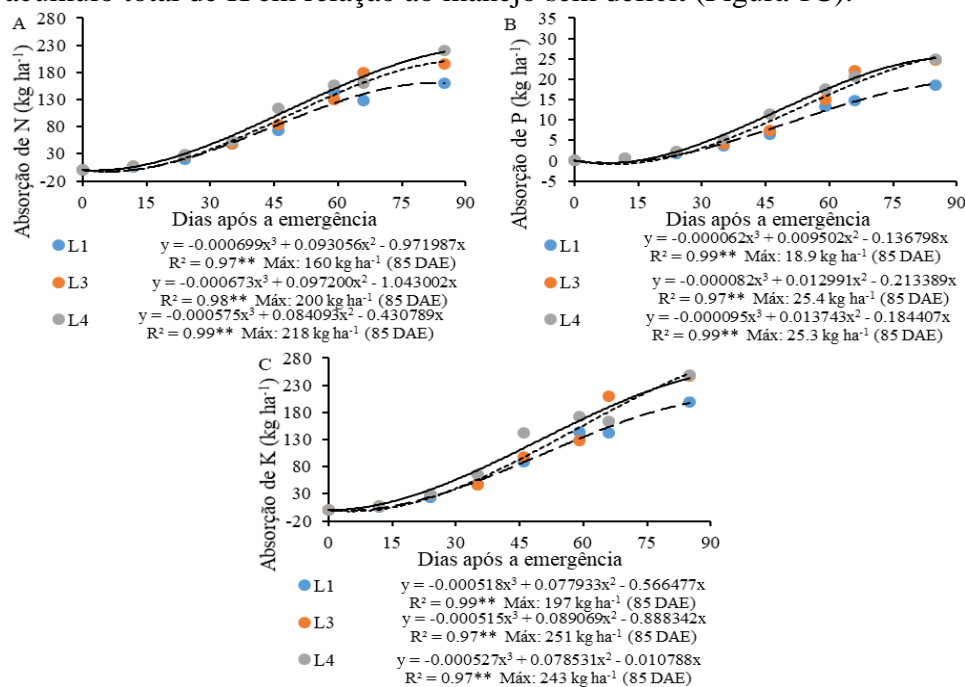 acúmulo total de K em relação ao manejo sem déficit (Figura 1C).
A
280
230
180
130
80
30
-20
Absorção de N (kg ha⁻¹)
0 15 30 45 60 75 90
Dias após a emergência
L1 y = -0.000699x³ + 0.093056x² - 0.971987x
R² = 0.97** Máx: 160 kg ha⁻¹ (85 DAE)
L3 y = -0.000673x³ + 0.097200x² - 1.043002x
R² = 0.98** Máx: 200 kg ha⁻¹ (85 DAE)
L4 y = -0.000575x³ + 0.084093x² - 0.430789x
R² = 0.99** Máx: 218 kg ha⁻¹ (85 DAE)
B
35
30
25
20
15
10
5
0
-5
Absorção de P (kg ha⁻¹)
0 15 30 45 60 75 90
Dias após a emergência
L1 y = -0.000062x³ + 0.009502x² - 0.136798x
R² = 0.99** Máx: 18.9 kg ha⁻¹ (85 DAE)
L3 y = -0.000082x³ + 0.012991x² - 0.213389x
R² = 0.97** Máx: 25.4 kg ha⁻¹ (85 DAE)
L4 y = -0.000095x³ + 0.013743x² - 0.184407x
R² = 0.99** Máx: 25.3 kg ha⁻¹ (85 DAE)
C
280
230
180
130
80
30
-20
Absorção de K (kg ha⁻¹)
0 15 30 45 60 75 90
Dias após a emergência
L1 y = -0.000518x³ + 0.077933x² - 0.566477x
R² = 0.99** Máx: 197 kg ha⁻¹ (85 DAE)
L3 y = -0.000515x³ + 0.089069x² - 0.888342x
R² = 0.97** Máx: 251 kg ha⁻¹ (85 DAE)
L4 y = -0.000527x³ + 0.078531x² - 0.010788x
R² = 0.97** Máx: 243 kg ha⁻¹ (85 DAE)